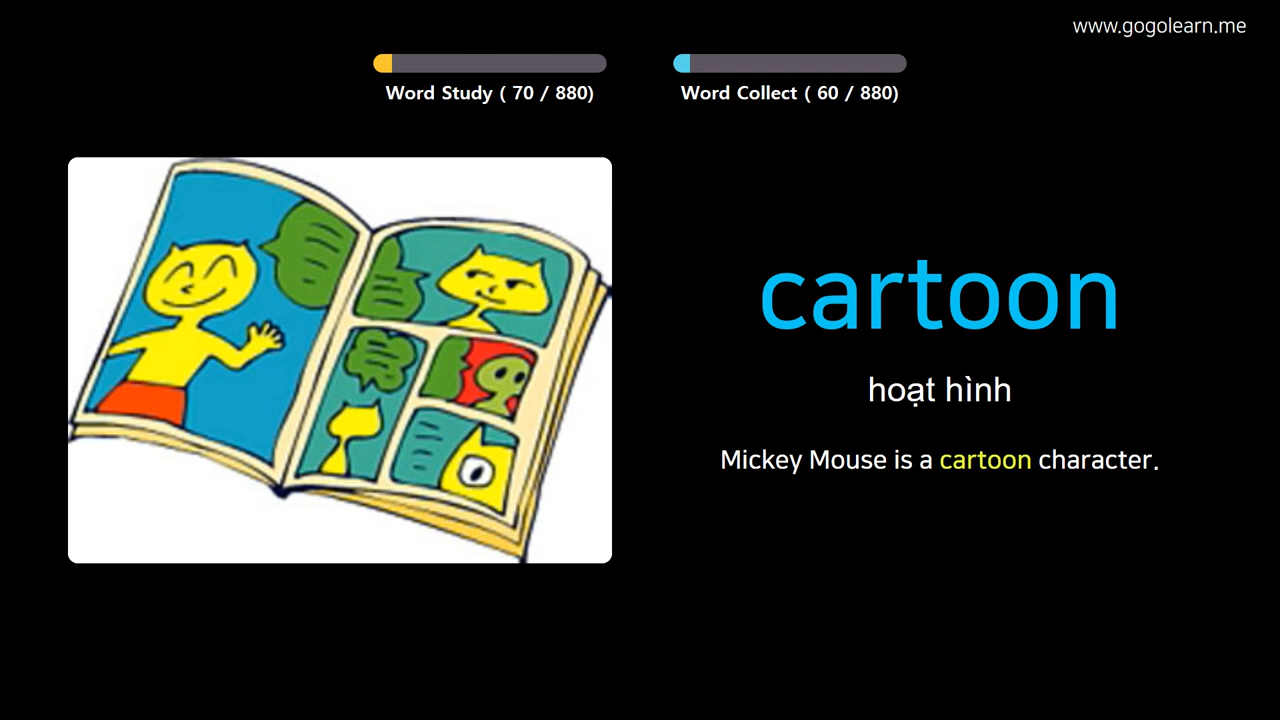 www.gogolearn.me
Word Study ( 70 / 880)
Word Collect ( 60 / 880)
cartoon
hoạt hình
Mickey Mouse is a cartoon character.